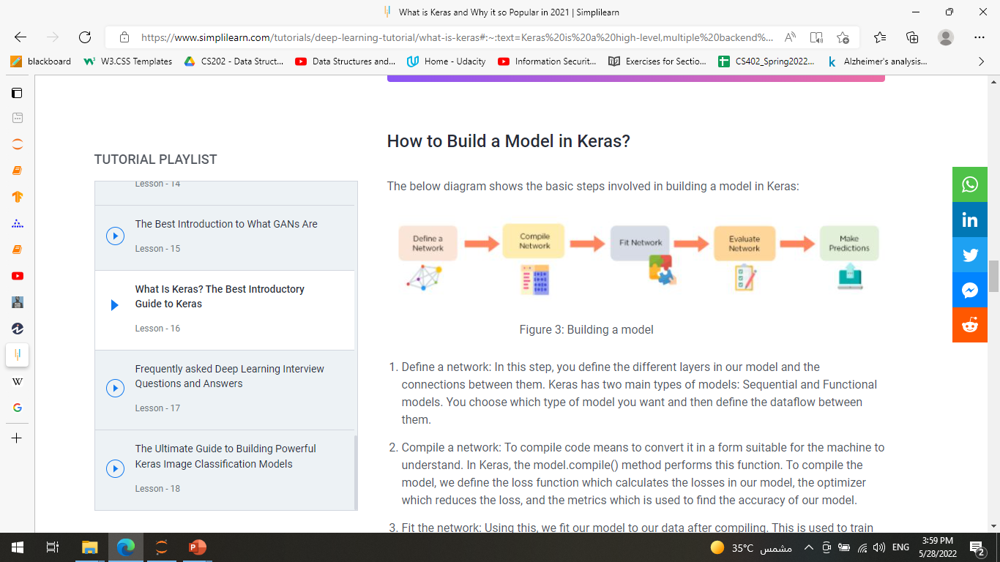 What is Keras and Why it so Popular in 2021 | Simplilearn
https://www.simplilearn.com/tutorials/deep-learning-tutorial/what-is-keras#:~:text=Keras%20is%20a%20high-level,multiple%20backend%...
blackboard
W3.CSS Templates
CS202 - Data Struct...
Data Structures and...
Home - Udacity
Information Securit...
Exercises for Sectio...
CS402_Spring2022...
Alzheimer's analysis...
TUTORIAL PLAYLIST
Lesson - 14
The Best Introduction to What GANs Are
Lesson - 15
What Is Keras? The Best Introductory
Guide to Keras
Lesson - 16
Frequently asked Deep Learning Interview
Questions and Answers
Lesson - 17
The Ultimate Guide to Building Powerful
Keras Image Classification Models
Lesson - 18
How to Build a Model in Keras?
The below diagram shows the basic steps involved in building a model in Keras:
Define a
Network
Compile
Network
Fit Network
Evaluate
Network
Make
Predictions
Figure 3: Building a model
1. Define a network: In this step, you define the different layers in our model and the
connections between them. Keras has two main types of models: Sequential and Functional
models. You choose which type of model you want and then define the dataflow between
them.
2. Compile a network: To compile code means to convert it in a form suitable for the machine to
understand. In Keras, the model.compile() method performs this function. To compile the
model, we define the loss function which calculates the losses in our model, the optimizer
which reduces the loss, and the metrics which is used to find the accuracy of our model.
3. Fit the network: Using this, we fit our model to our data after compiling. This is used to train
35°C مشمس
ENG
3:59 PM
5/28/2022
2